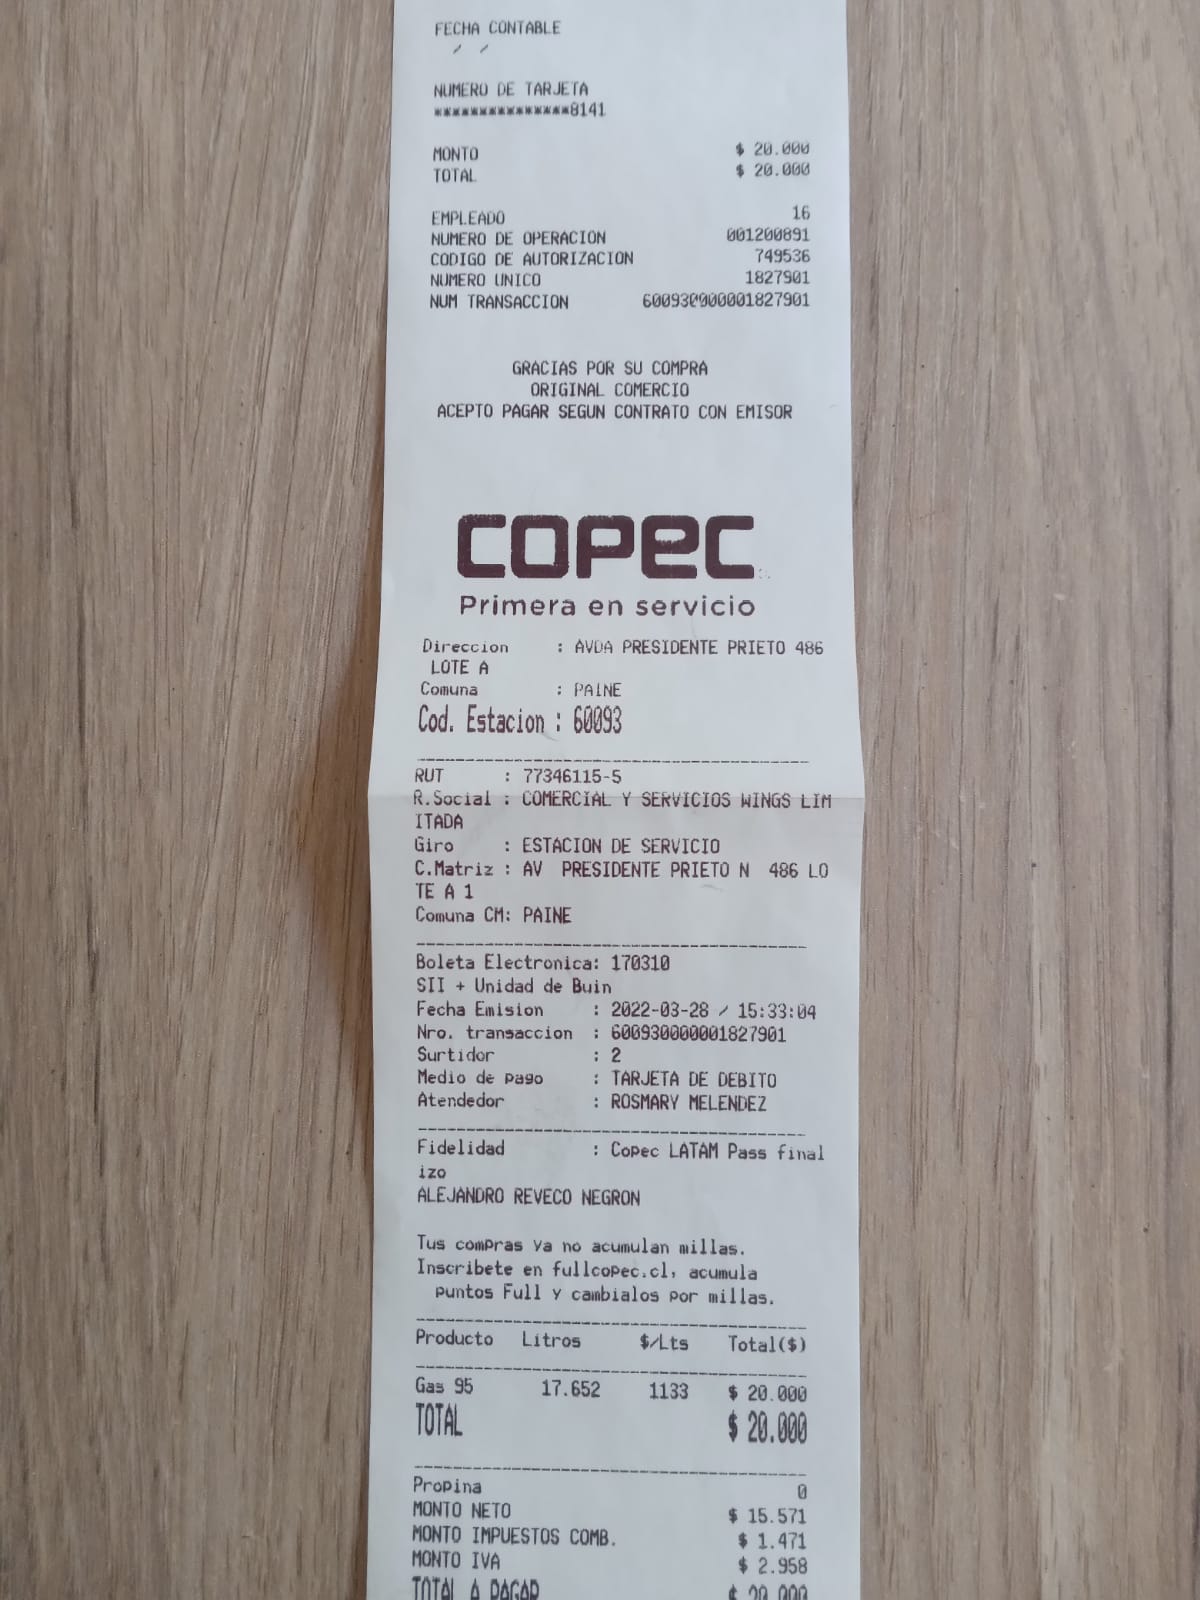 FECHA CONTABLE
/ /
NUMERO DE TARJETA
***************8141
MONTO $ 20.000
TOTAL $ 20.000
EMPLEADO 16
NUMERO DE OPERACION 001200891
CODIGO DE AUTORIZACION 749536
NUMERO UNICO 1827901
NUM TRANSACCION 600930000001827901
GRACIAS POR SU COMPRA
ORIGINAL COMERCIO
ACEPTO PAGAR SEGUN CONTRATO CON EMISOR
copec
Primera en servicio
Direccion : AVDA PRESIDENTE PRIETO 486
LOTE A
Comuna : PAINE
Cod. Estacion : 60093
RUT : 77346115-5
R.Social : COMERCIAL Y SERVICIOS WINGS LIM
ITADA
Giro : ESTACION DE SERVICIO
C.Matriz : AV PRESIDENTE PRIETO N 486 LO
TE A 1
Comuna CM: PAINE
Boleta Electronica: 170310
SII + Unidad de Buin
Fecha Emision : 2022-03-28 / 15:33:04
Nro. transaccion : 600930000001827901
Surtidor : 2
Medio de pago : TARJETA DE DEBITO
Atendedor : ROSMARY MELENDEZ
Fidelidad : Copec LATAM Pass final
izo
ALEJANDRO REVECO NEGRON
Tus compras ya no acumulan millas.
Inscribete en fullcopec.cl, acumula
puntos Full y cambialos por millas.
Producto Litros $/Lts Total($)
Gas 95 17.652 1133 $ 20.000
TOTAL $ 20.000
Propina 0
MONTO NETO $ 15.571
MONTO IMPUESTOS COMB. $ 1.471
MONTO IVA $ 2.958
TOTAL A PAGAR $ 20.000